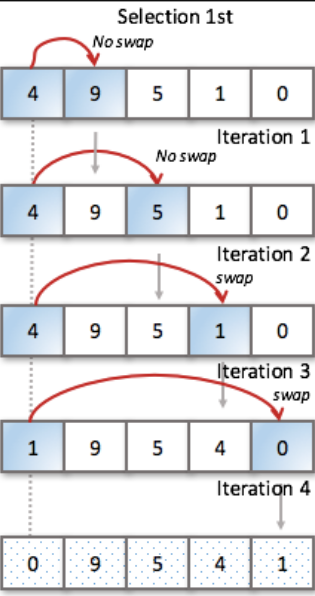 Selection 1st
No swap
4 9 5 1 0
Iteration 1
No swap
4 9 5 1 0
Iteration 2
swap
4 9 5 1 0
Iteration 3
swap
1 9 5 4 0
Iteration 4
0 9 5 4 1